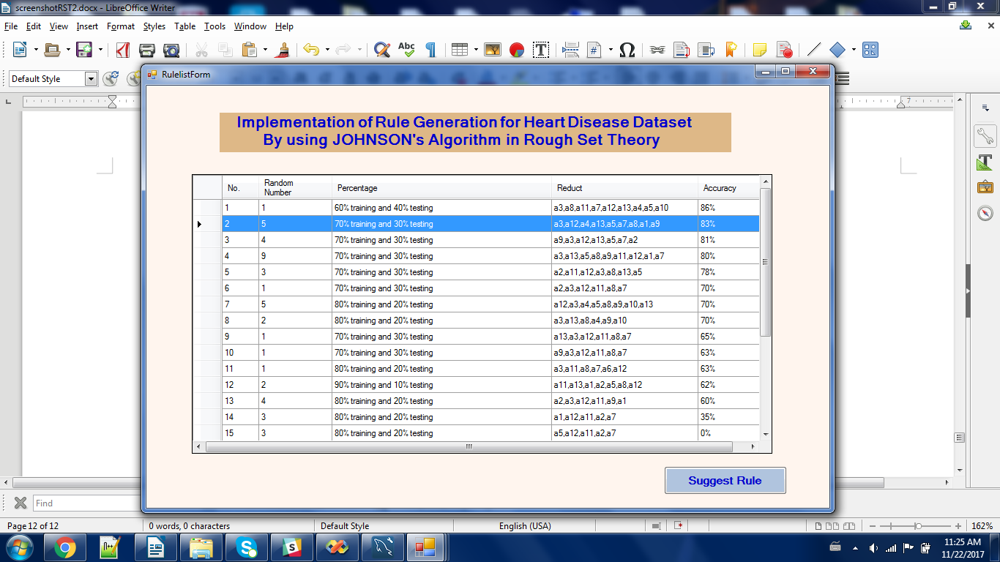 screenshotRST2.docx - LibreOffice Writer
File Edit View Insert Format Styles Table Tools Window Help
Abc
Default Style
RulelistForm
7
Implementation of Rule Generation for Heart Disease Dataset
By using JOHNSON's Algorithm in Rough Set Theory
No. Random Number Percentage Reduct Accuracy
1 1 60% training and 40% testing a3,a8,a11,a7,a12,a13,a4,a5,a10 86%
2 5 70% training and 30% testing a3,a12,a4,a13,a5,a7,a8,a1,a9 83%
3 4 70% training and 30% testing a9,a3,a12,a13,a5,a7,a2 81%
4 9 70% training and 30% testing a3,a13,a5,a8,a9,a11,a12,a1,a7 80%
5 3 70% training and 30% testing a2,a11,a12,a3,a8,a13,a5 78%
6 1 70% training and 30% testing a2,a3,a12,a11,a8,a7 70%
7 5 80% training and 20% testing a12,a3,a4,a5,a8,a9,a10,a13 70%
8 2 80% training and 20% testing a3,a13,a8,a4,a9,a10 70%
9 1 70% training and 30% testing a13,a3,a12,a11,a8,a7 65%
10 1 70% training and 30% testing a9,a3,a12,a11,a8,a7 63%
11 1 80% training and 20% testing a3,a11,a8,a7,a6,a12 63%
12 2 90% training and 10% testing a11,a13,a1,a2,a5,a8,a12 62%
13 4 80% training and 20% testing a2,a3,a12,a11,a9,a1 60%
14 3 80% training and 20% testing a1,a12,a11,a2,a7 35%
15 3 80% training and 20% testing a5,a12,a11,a2,a7 0%
Suggest Rule
Find
Page 12 of 12 0 words, 0 characters Default Style English (USA) 162%
11:25 AM
11/22/2017